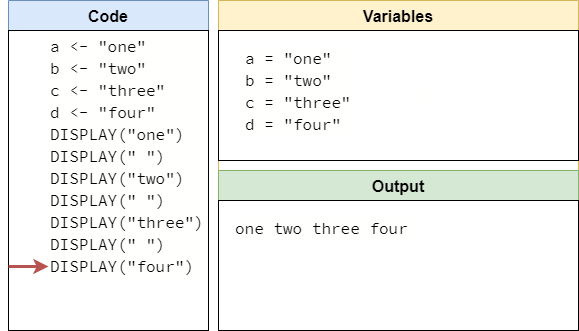 Code
a <- "one"
b <- "two"
c <- "three"
d <- "four"
DISPLAY("one")
DISPLAY(" ")
DISPLAY("two")
DISPLAY(" ")
DISPLAY("three")
DISPLAY(" ")
DISPLAY("four")
Variables
a = "one"
b = "two"
c = "three"
d = "four"
Output
one two three four